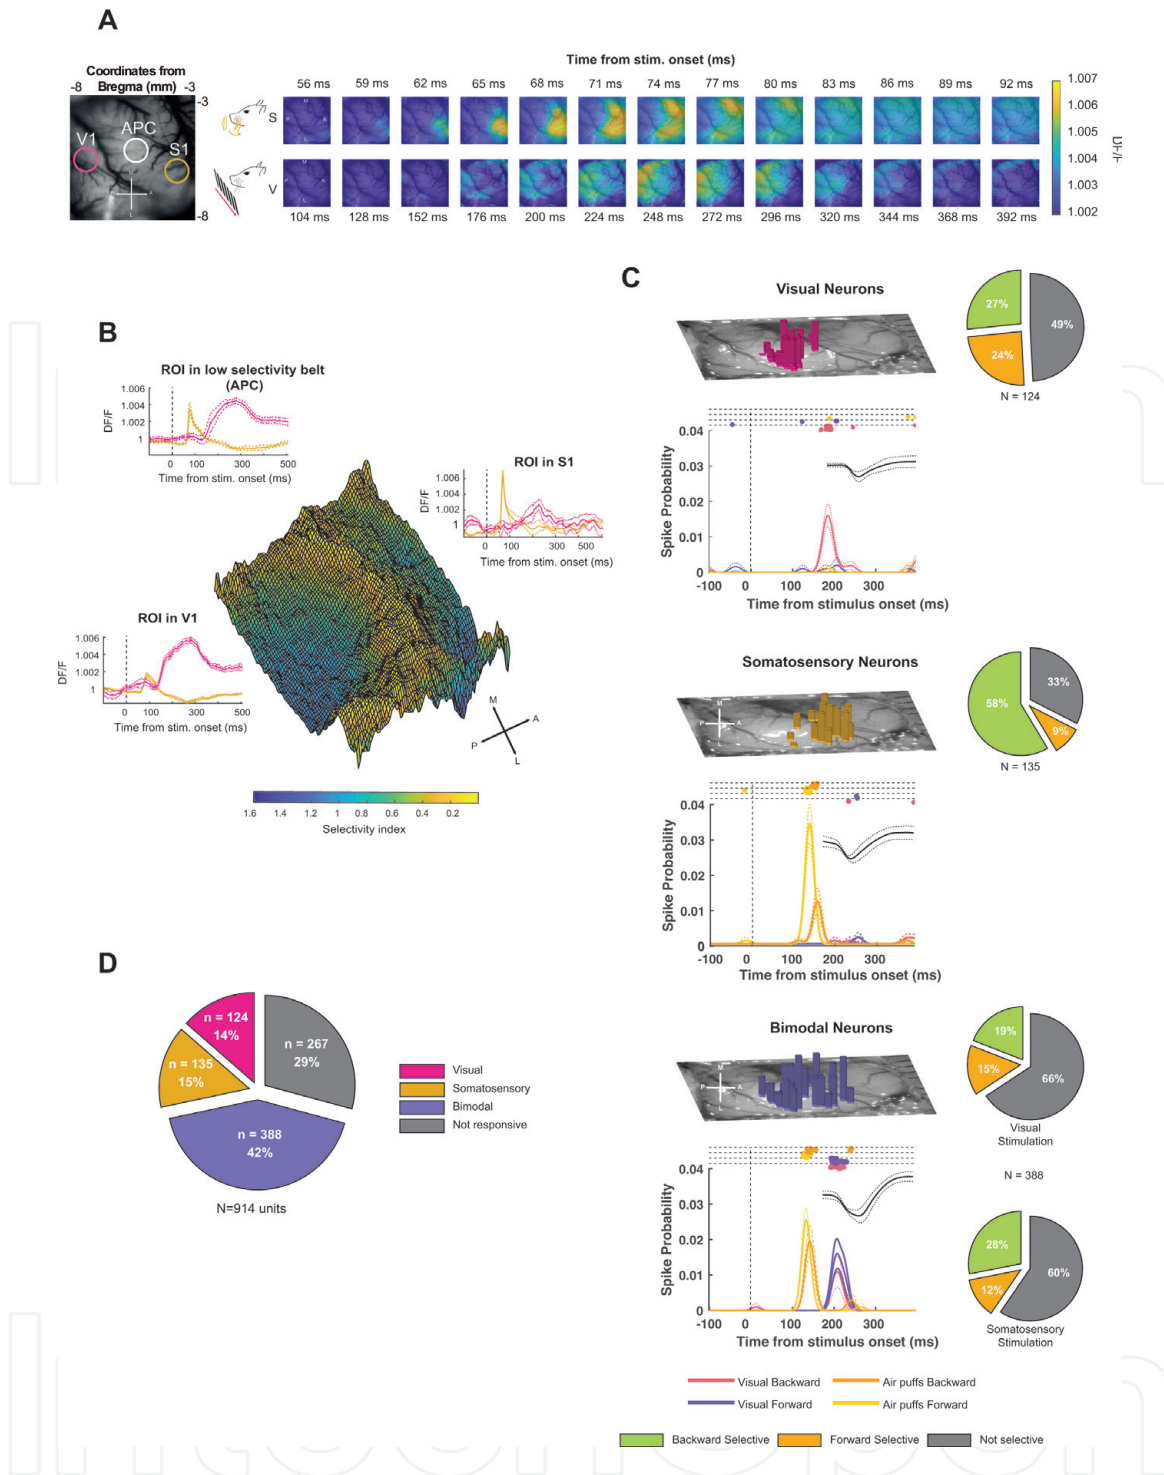 A
Time from stim. onset (ms)
Coordinates from
Bregma (mm)
-8
-3
56 ms 59 ms 62 ms 65 ms 68 ms 71 ms 74 ms 77 ms 80 ms 83 ms 86 ms 89 ms 92 ms
-3
V1
APC
S1
-8
M
P
A
L
S
V
104 ms 128 ms 152 ms 176 ms 200 ms 224 ms 248 ms 272 ms 296 ms 320 ms 344 ms 368 ms 392 ms
1.007
1.006
1.005
1.004
1.003
1.002
B
ROI in low selectivity belt
(APC)
DF/F
1.006
1.004
1.002
1
0 100 300 500
Time from stim. onset (ms)
ROI in S1
DF/F
1.006
1.002
1
0 100 300 500
Time from stim. onset (ms)
ROI in V1
DF/F
1.006
1.004
1.002
1
0 100 300 500
Time from stim. onset (ms)
M
A
P
L
1.6 1.4 1.2 1 0.8 0.6 0.4 0.2
Selectivity index
C
Visual Neurons
27%
49%
24%
N = 124
Spike Probability
0.04
0.03
0.02
0.01
0
-100 0 100 200 300
Time from stimulus onset (ms)
Somatosensory Neurons
M
P
A
L
58%
33%
9%
N = 135
Spike Probability
0.04
0.03
0.02
0.01
0
-100 0 100 200 300
Time from stimulus onset (ms)
Bimodal Neurons
M
P
A
L
19%
15%
66%
Visual
Stimulation
N = 388
28%
12%
60%
Somatosensory
Stimulation
Spike Probability
0.04
0.03
0.02
0.01
0
-100 0 100 200 300
Time from stimulus onset (ms)
Visual Backward
Air puffs Backward
Visual Forward
Air puffs Forward
Backward Selective
Forward Selective
Not selective
D
n = 124
14%
n = 135
15%
n = 267
29%
n = 388
42%
N=914 units
Visual
Somatosensory
Bimodal
Not responsive